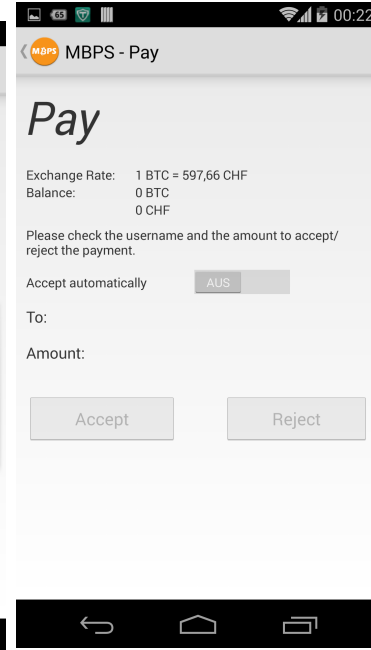 65 00:22
MBPS MBPS - Pay
Pay
Exchange Rate: 1 BTC = 597,66 CHF
Balance: 0 BTC
0 CHF
Please check the username and the amount to accept/
reject the payment.
Accept automatically AUS
To:
Amount:
Accept Reject